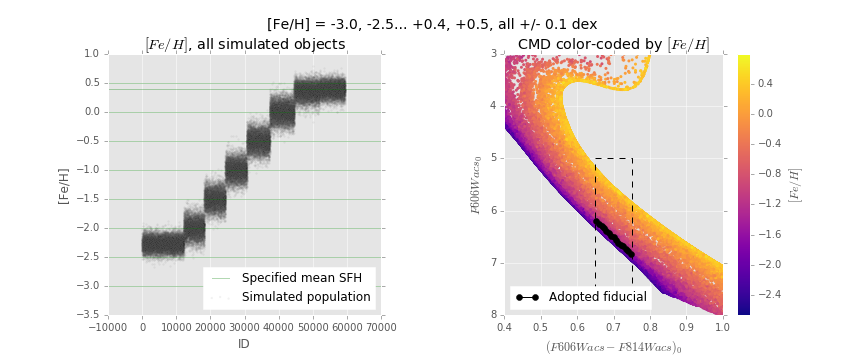 [Fe/H] = -3.0, -2.5... +0.4, +0.5, all +/- 0.1 dex
[Fe/H], all simulated objects
1.0
0.5
0.0
−0.5
−1.0
−1.5
−2.0
−2.5
−3.0
−3.5
[Fe/H]
Specified mean SFH
Simulated population
−10000 0 10000 20000 30000 40000 50000 60000 70000
ID
CMD color-coded by [Fe/H]
3
4
5
6
7
8
F606Wacs0
Adopted fiducial
0.4 0.5 0.6 0.7 0.8 0.9 1.0
(F606Wacs − F814Wacs)0
0.4
0.0
−0.4
−0.8
−1.2
−1.6
−2.0
−2.4
[Fe/H]